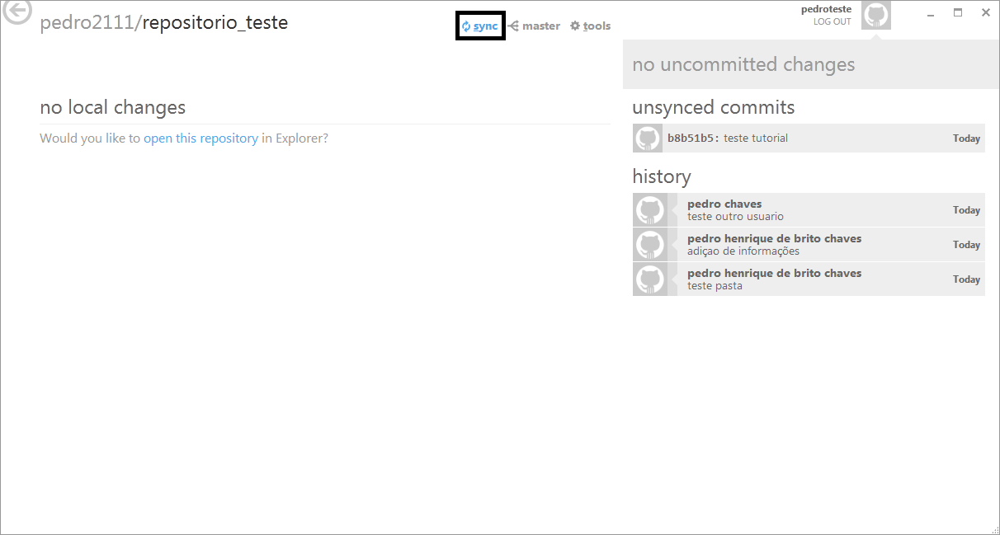 pedro2111/repositorio_teste
sync master tools
pedroteste
LOG OUT
no local changes
Would you like to open this repository in Explorer?
no uncommitted changes
unsynced commits
b8b51b5: teste tutorial Today
history
pedro chaves
teste outro usuario
Today
pedro henrique de brito chaves
adiçao de informações
Today
pedro henrique de brito chaves
teste pasta
Today